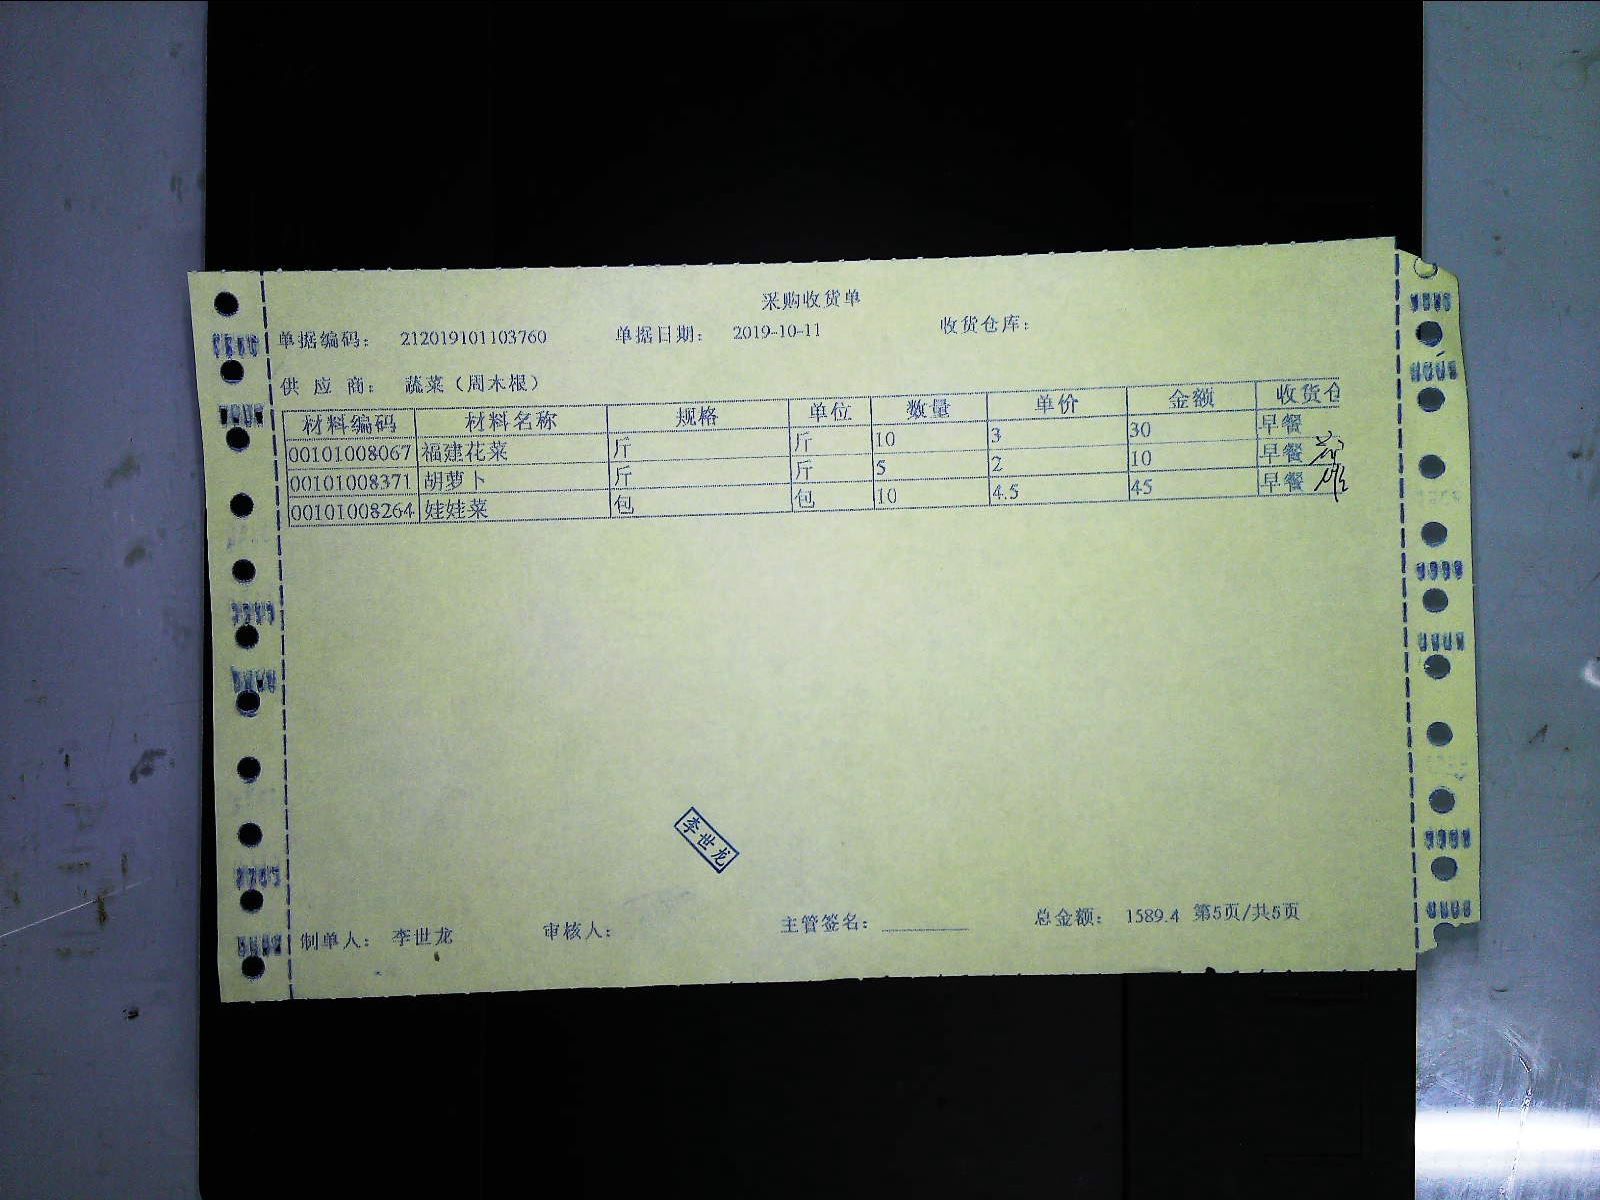 采购收货单
单据编码： 212019101103760 单据日期： 2019-10-11 收货仓库：
供 应 商： 蔬菜（周木根）
材料编码 材料名称 规格 单位 数量 单价 金额 收货仓
00101008067 福建花菜 斤 斤 10 3 30 早餐
00101008371 胡萝卜 斤 斤 5 2 10 早餐
00101008264 娃娃菜 包 包 10 4.5 45 早餐
李世龙
制单人： 李世龙 审核人： 主管签名： 总金额： 1589.4 第5页/共5页